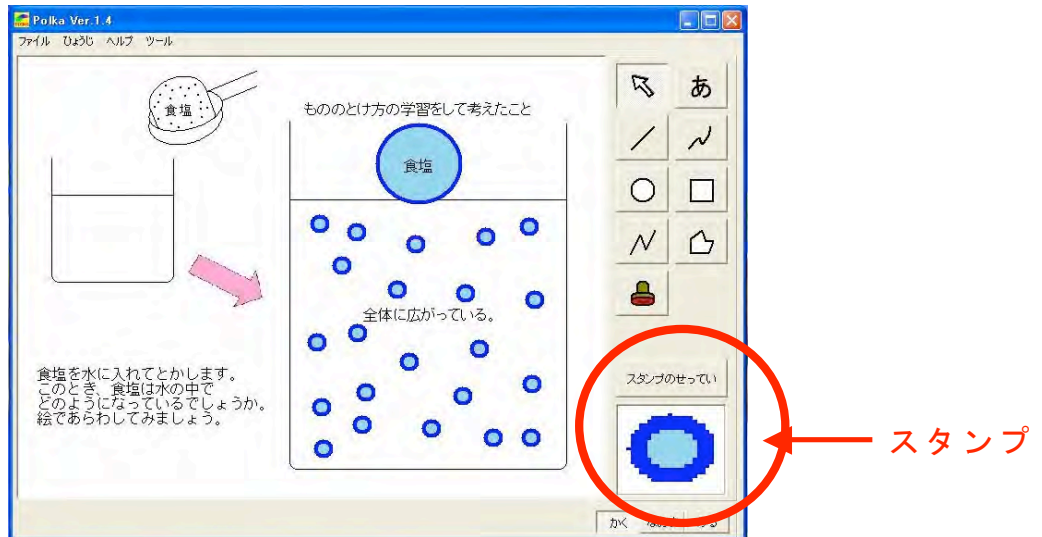 Polka Ver.1.4
ファイル ひょうじ ヘルプ ツール
食塩
もののとけ方の学習をして考えたこと
食塩
あ
全体に広がっている。
食塩を水に入れてとかします。
このとき、食塩は水の中で
どのようになっているでしょうか。
絵であらわしてみましょう。
スタンプのせってい
スタンプ
かく